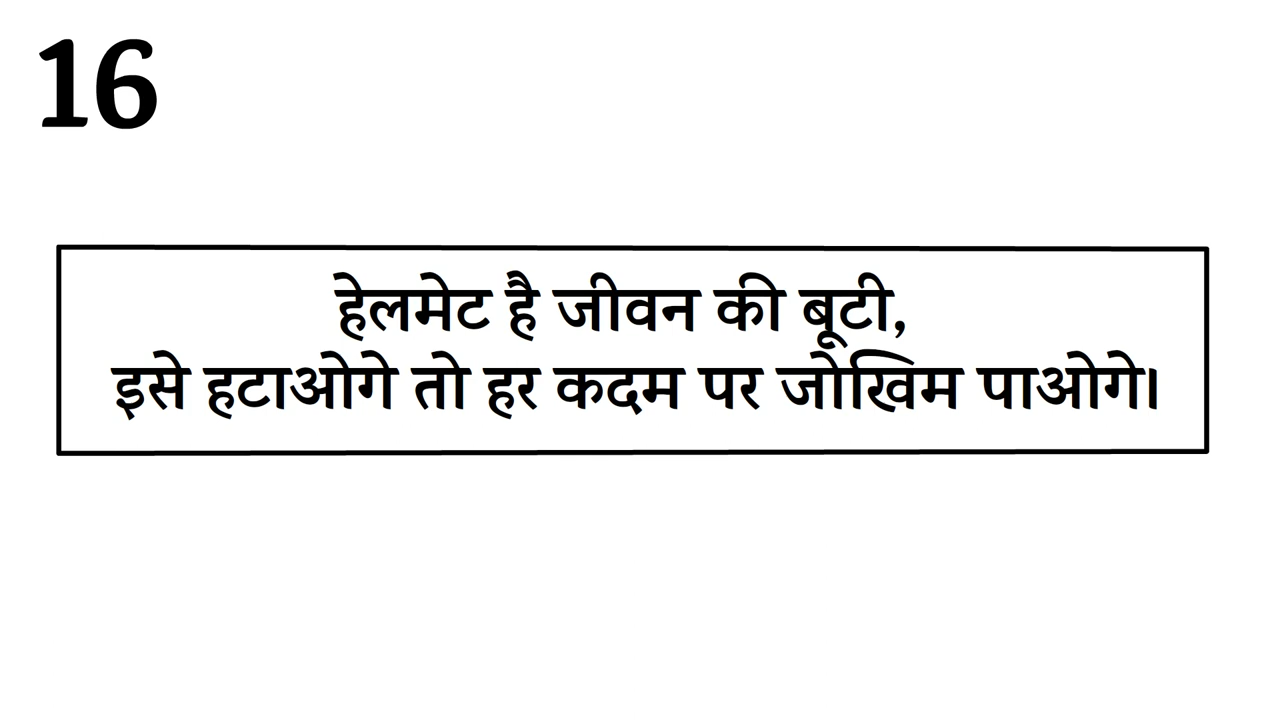 16
हेलमेट है जीवन की बूटी,
इसे हटाओगे तो हर कदम पर जोखिम पाओगे।